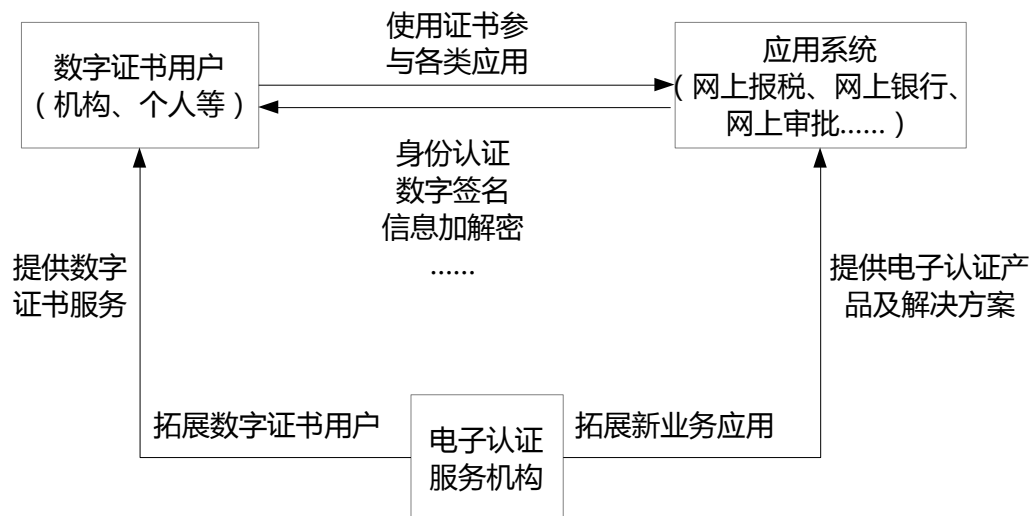 数字证书用户
（机构、个人等）
使用证书参
与各类应用
应用系统
（网上报税、网上银行、
网上审批......）
身份认证
数字签名
信息加解密
......
提供数字
证书服务
提供电子认证产
品及解决方案
拓展数字证书用户
电子认证
服务机构
拓展新业务应用